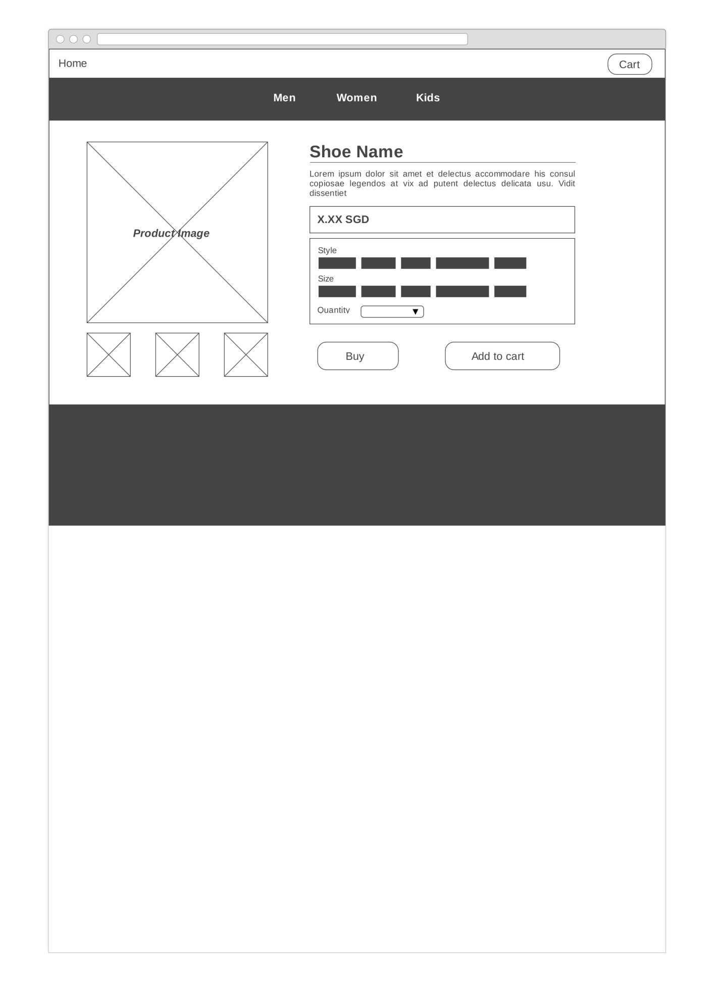 Home
Cart
Men Women Kids
Shoe Name
Lorem ipsum dolor sit amet et delectus accommodare his consul
copiosae legendos at vix ad putent delectus delicata usu. Vidit
dissentiet
Product Image
X.XX SGD
Style
Size
Quantity
▼
Buy
Add to cart